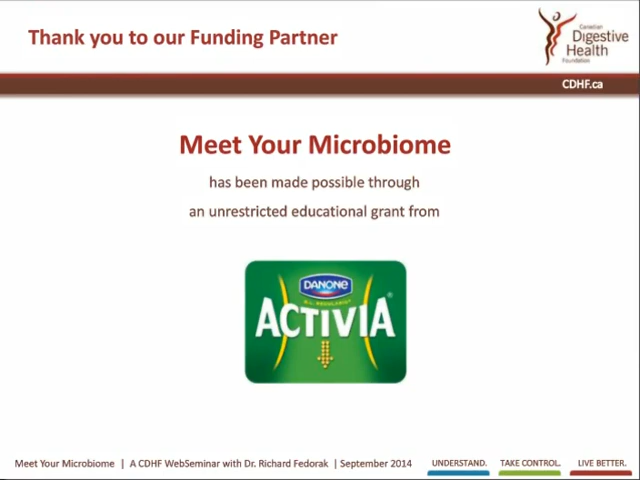 Thank you to our Funding Partner
Canadian
Digestive
Health
Foundation
CDHF.ca
Meet Your Microbiome
has been made possible through
an unrestricted educational grant from
DANONE
ACTIVIA
®
Meet Your Microbiome | A CDHF WebSeminar with Dr. Richard Fedorak | September 2014
UNDERSTAND. TAKE CONTROL. LIVE BETTER.